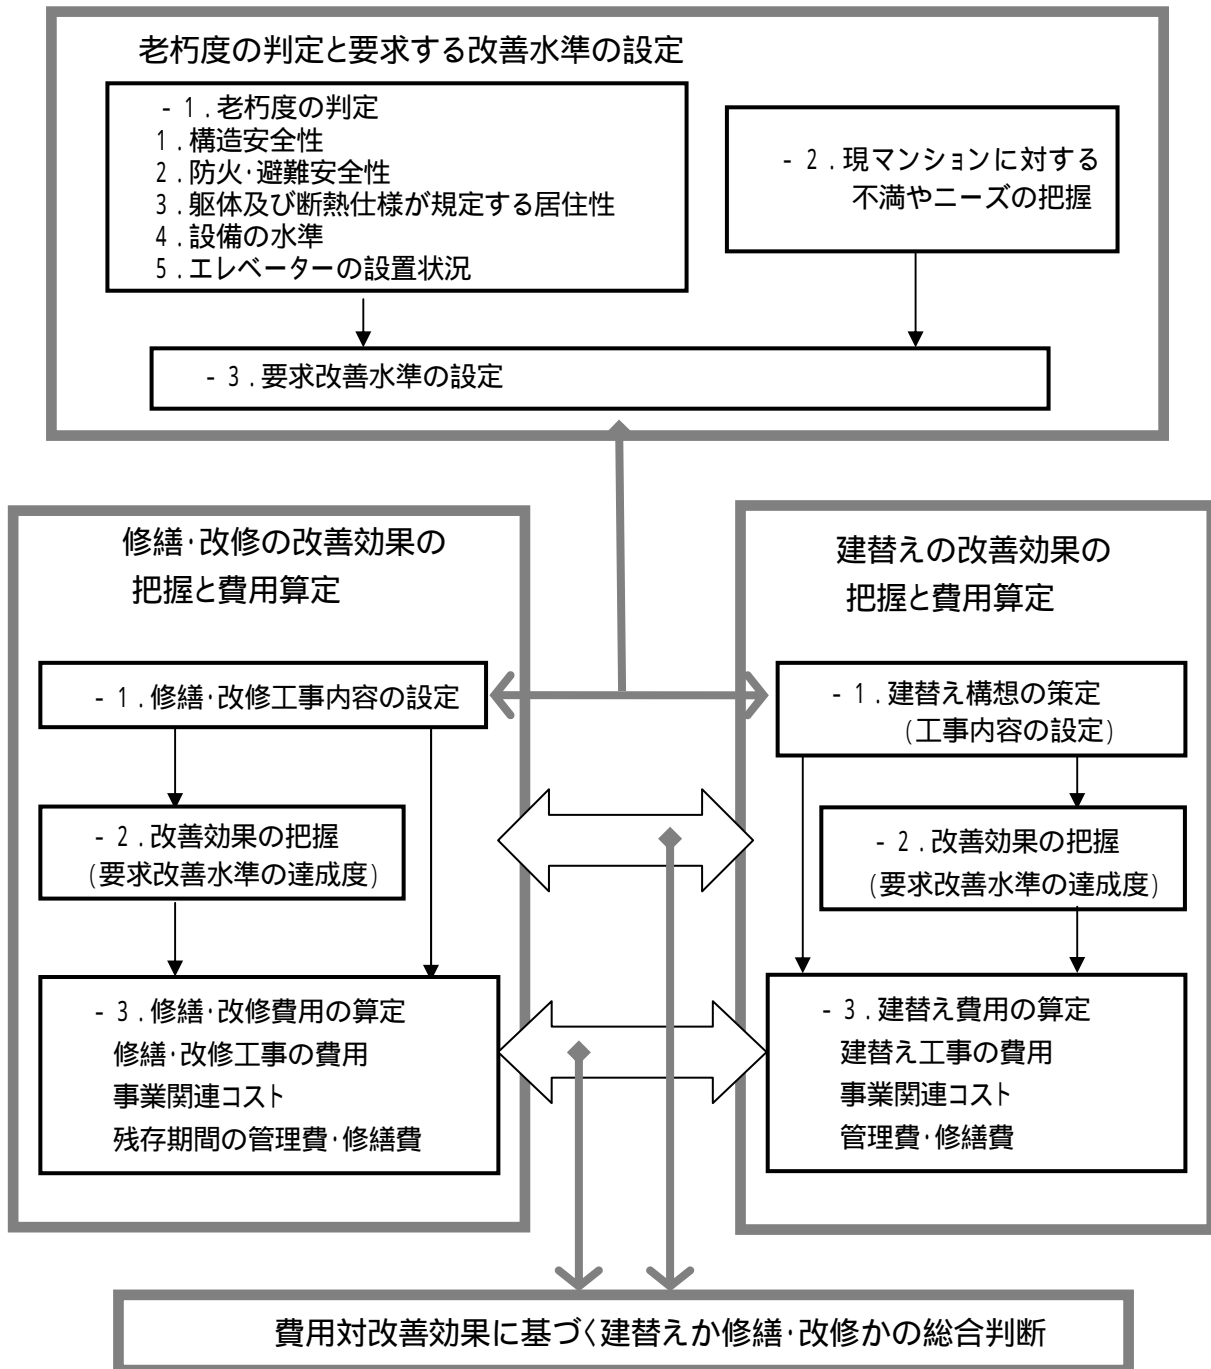 老朽度の判定と要求する改善水準の設定
-１.老朽度の判定
１.構造安全性
２.防火・避難安全性
３.躯体及び断熱仕様が規定する居住性
４.設備の水準
５.エレベーターの設置状況
-２.現マンションに対する
不満やニーズの把握
-３.要求改善水準の設定
修繕・改修の改善効果の
把握と費用算定
-１.修繕・改修工事内容の設定
-２.改善効果の把握
(要求改善水準の達成度)
-３.修繕・改修費用の算定
修繕・改修工事の費用
事業関連コスト
残存期間の管理費・修繕費
建替えの改善効果の
把握と費用算定
-１.建替え構想の策定
(工事内容の設定)
-２.改善効果の把握
(要求改善水準の達成度)
-３.建替え費用の算定
建替え工事の費用
事業関連コスト
管理費・修繕費
費用対改善効果に基づく建替えか修繕・改修かの総合判断